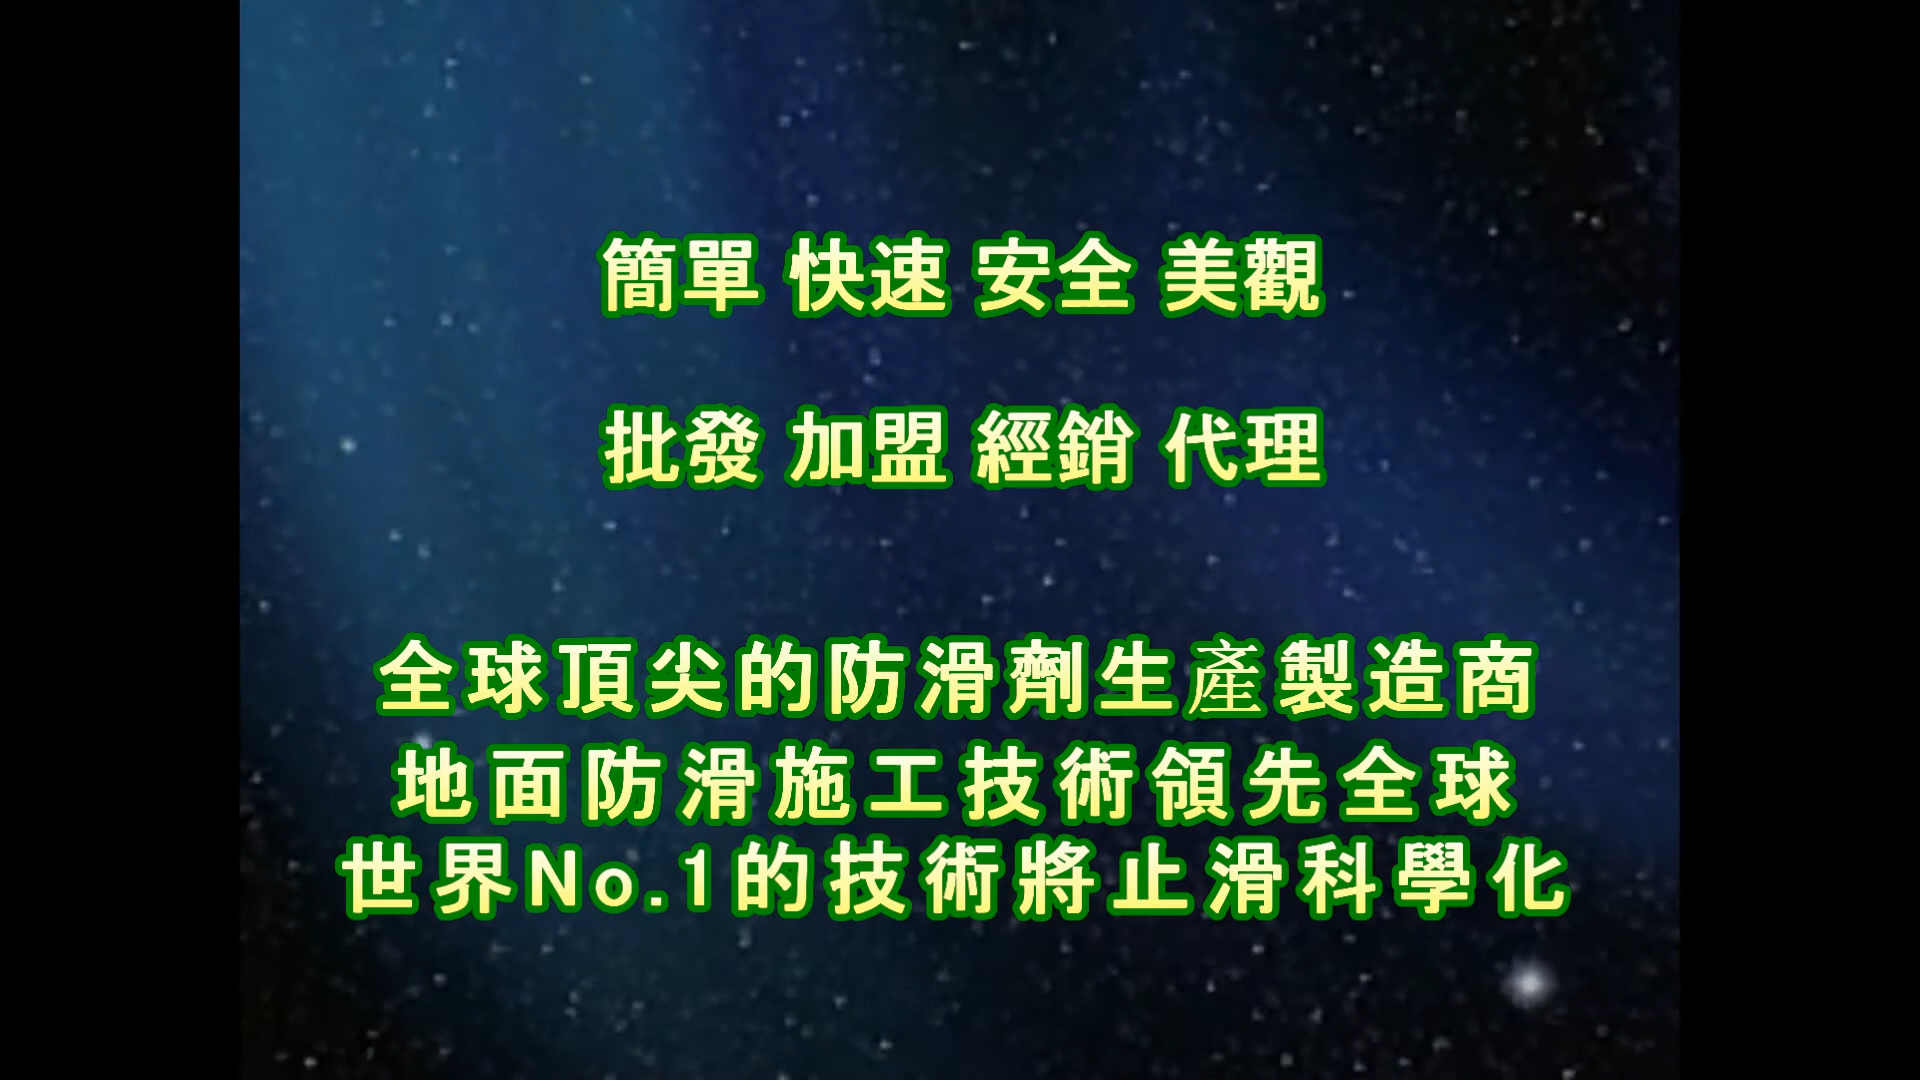 簡單 快速 安全 美觀
批發 加盟 經銷 代理
全球頂尖的防滑劑生產製造商
地面防滑施工技術領先全球
世界No.1的技術將止滑科學化